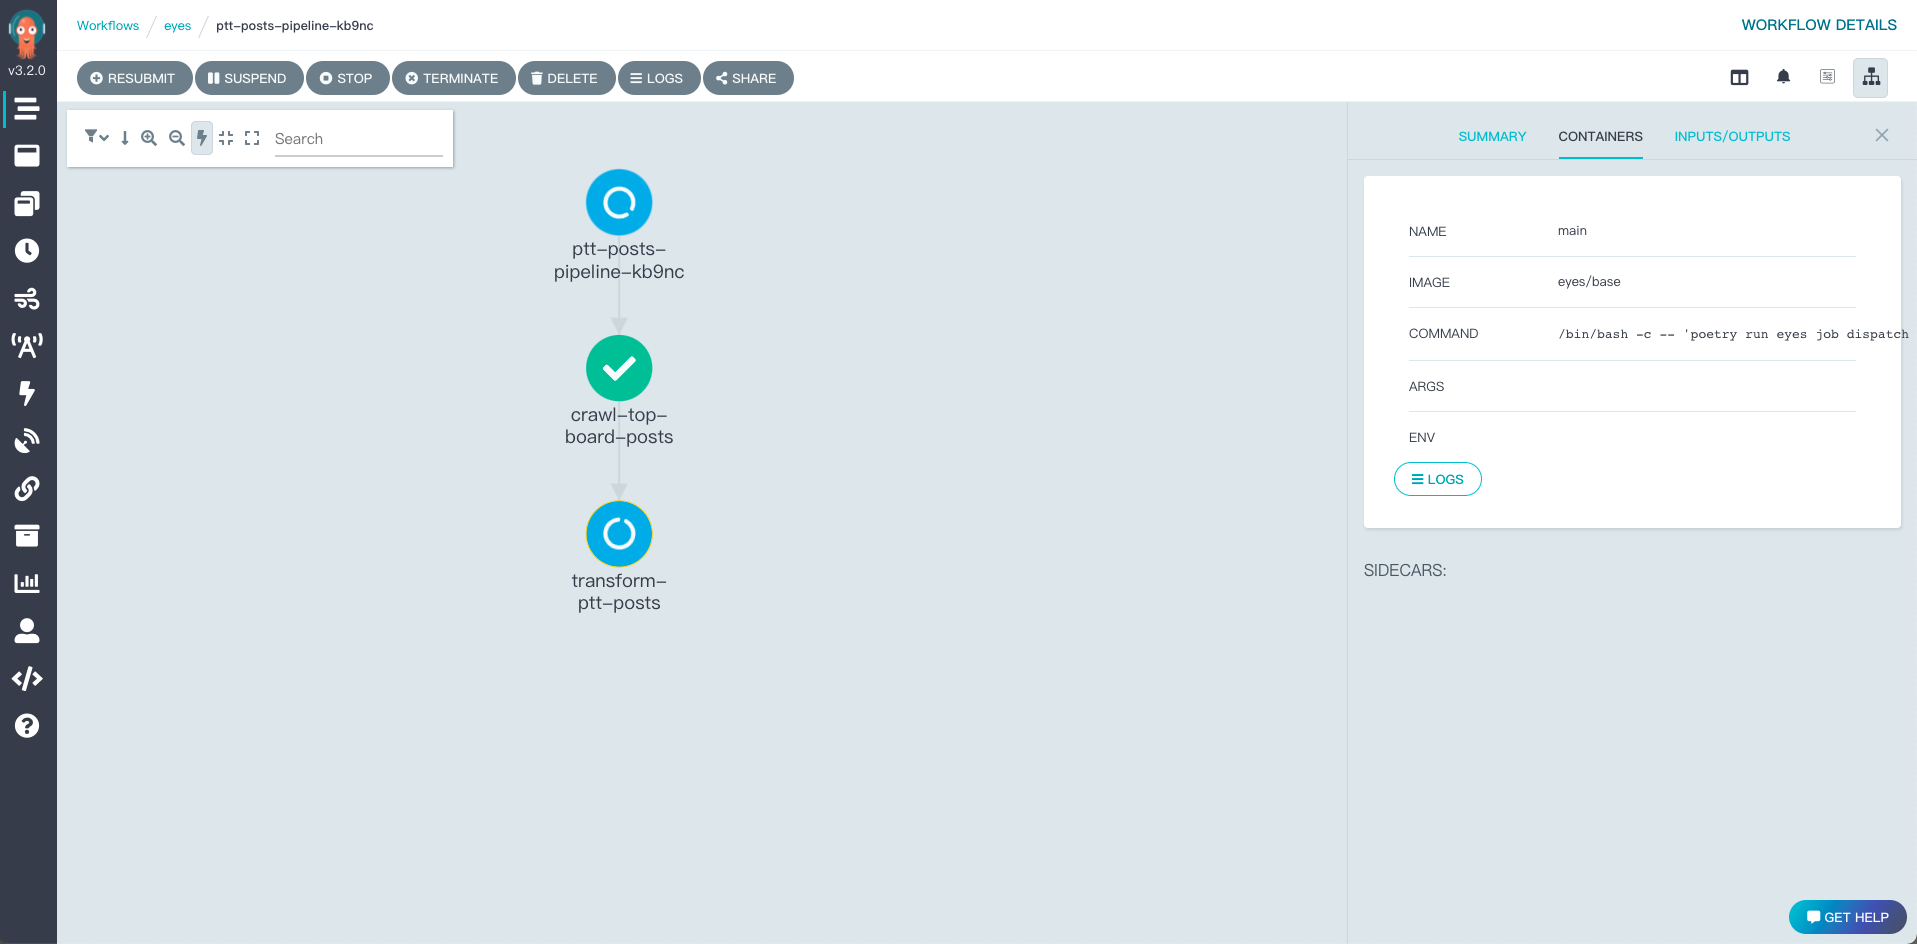 v3.2.0
Workflows / eyes / ptt-posts-pipeline-kb9nc
WORKFLOW DETAILS
RESUBMIT SUSPEND STOP TERMINATE DELETE LOGS SHARE
Search
ptt-posts-
pipeline-kb9nc
crawl-top-
board-posts
transform-
ptt-posts
SUMMARY CONTAINERS INPUTS/OUTPUTS
NAME main
IMAGE eyes/base
COMMAND /bin/bash -c -- 'poetry run eyes job dispatch
ARGS
ENV
LOGS
SIDECARS:
GET HELP